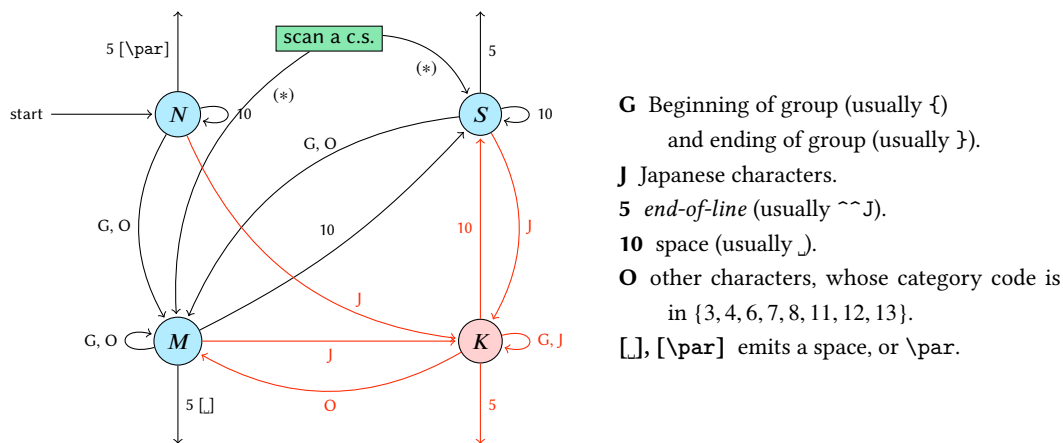 scan a c.s.
5 [\par]
5
(∗)
(∗)
start
N
10
S
10
G, O
G, O
10
10
J
J
G, O
M
J
K
G, J
O
5 [␣]
5
G Beginning of group (usually {)
and ending of group (usually }).
J Japanese characters.
5 end-of-line (usually ^^J).
10 space (usually ␣).
O other characters, whose category code is
in {3, 4, 6, 7, 8, 11, 12, 13}.
[␣], [\par] emits a space, or \par.